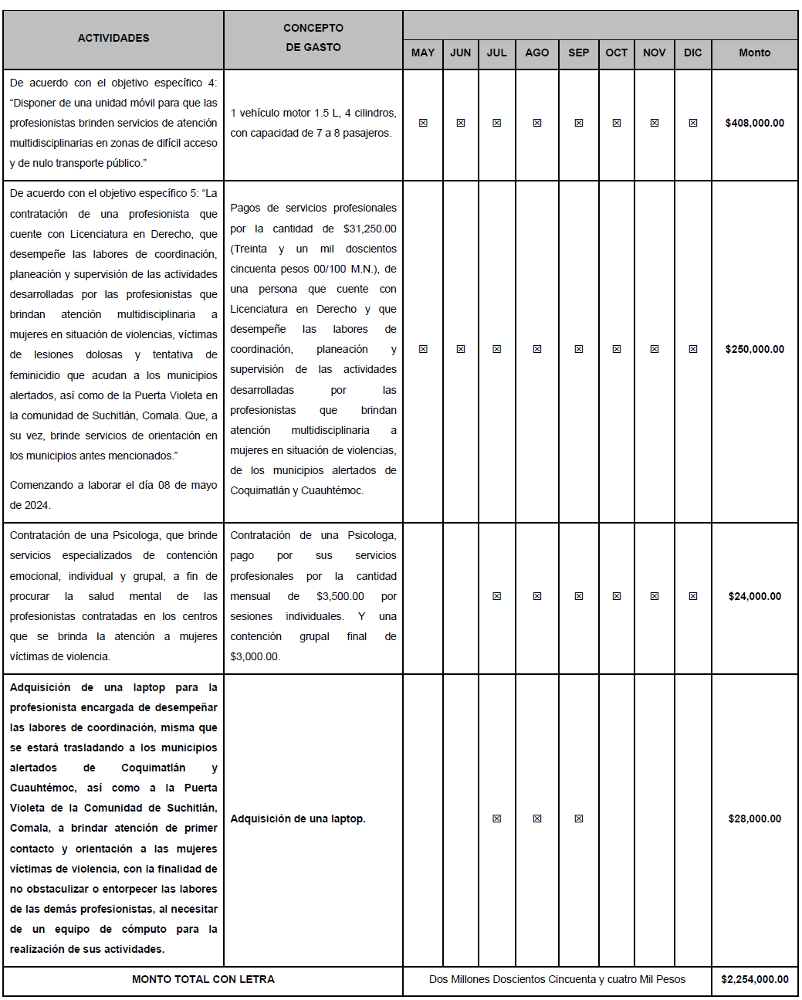 ACTIVIDADES
CONCEPTO
DE GASTO
MAY JUN JUL AGO SEP OCT NOV DIC Monto
De acuerdo con el objetivo específico 4:
“Disponer de una unidad móvil para que las
profesionistas brinden servicios de atención
multidisciplinarias en zonas de difícil acceso
y de nulo transporte público.”
1 vehículo motor 1.5 L, 4 cilindros,
con capacidad de 7 a 8 pasajeros.
☒ ☒ ☒ ☒ ☒ ☒ ☒ ☒ $408,000.00
De acuerdo con el objetivo específico 5: “La
contratación de una profesionista que
cuente con Licenciatura en Derecho, que
desempeñe las labores de coordinación,
planeación y supervisión de las actividades
desarrolladas por las profesionistas que
brindan atención multidisciplinaria a
mujeres en situación de violencias, víctimas
de lesiones dolosas y tentativa de
feminicidio que acudan a los municipios
alertados, así como de la Puerta Violeta en
la comunidad de Suchitlán, Comala. Que, a
su vez, brinde servicios de orientación en
los municipios antes mencionados.”
Comenzando a laborar el día 08 de mayo
de 2024.
Pagos de servicios profesionales
por la cantidad de $31,250.00
(Treinta y un mil doscientos
cincuenta pesos 00/100 M.N.), de
una persona que cuente con
Licenciatura en Derecho y que
desempeñe las labores de
coordinación, planeación y
supervisión de las actividades
desarrolladas por las
profesionistas que brindan
atención multidisciplinaria a
mujeres en situación de violencias,
de los municipios alertados de
Coquimatlán y Cuauhtémoc.
☒ ☒ ☒ ☒ ☒ ☒ ☒ ☒ $250,000.00
Contratación de una Psicologa, que brinde
servicios especializados de contención
emocional, individual y grupal, a fin de
procurar la salud mental de las
profesionistas contratadas en los centros
que se brinda la atención a mujeres
víctimas de violencia.
Contratación de una Psicologa,
pago por sus servicios
profesionales por la cantidad
mensual de $3,500.00 por
sesiones individuales. Y una
contención grupal final de
$3,000.00.
☒ ☒ ☒ ☒ ☒ ☒ $24,000.00
Adquisición de una laptop para la
profesionista encargada de desempeñar
las labores de coordinación, misma que
se estará trasladando a los municipios
alertados de Coquimatlán y
Cuauhtémoc, así como a la Puerta
Violeta de la Comunidad de Suchitlán,
Comala, a brindar atención de primer
contacto y orientación a las mujeres
víctimas de violencia, con la finalidad de
no obstaculizar o entorpecer las labores
de las demás profesionistas, al necesitar
de un equipo de cómputo para la
realización de sus actividades.
Adquisición de una laptop.
☒ ☒ ☒ $28,000.00
MONTO TOTAL CON LETRA Dos Millones Doscientos Cincuenta y cuatro Mil Pesos $2,254,000.00